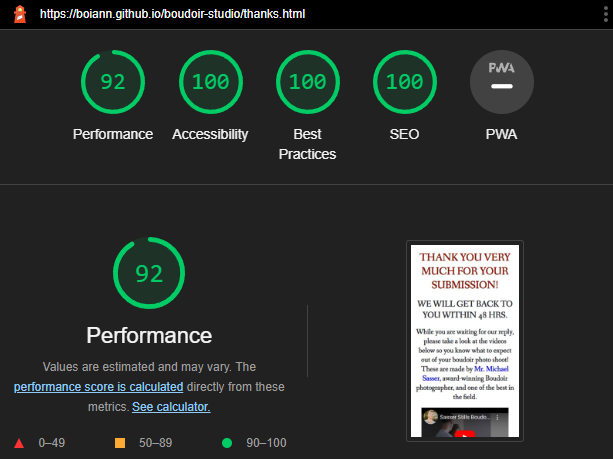 https://boiann.github.io/boudoir-studio/thanks.html
92
100
100
100
PWA
Performance
Accessibility
Best
Practices
SEO
PWA
92
Performance
Values are estimated and may vary. The
performance score is calculated directly from these
metrics. See calculator.
0–49
50–89
90–100
THANK YOU VERY
MUCH FOR YOUR
SUBMISSION!
WE WILL GET BACK TO
YOU WITHIN 48 HRS.
While you are waiting for our reply,
please take a look at the videos
below so you know what to expect
out of your boudoir photo shoot!
These are made by Mr. Michael
Sasser, award-winning Boudoir
photographer, and one of the best in
the field.
Sasser Stills Boudo...